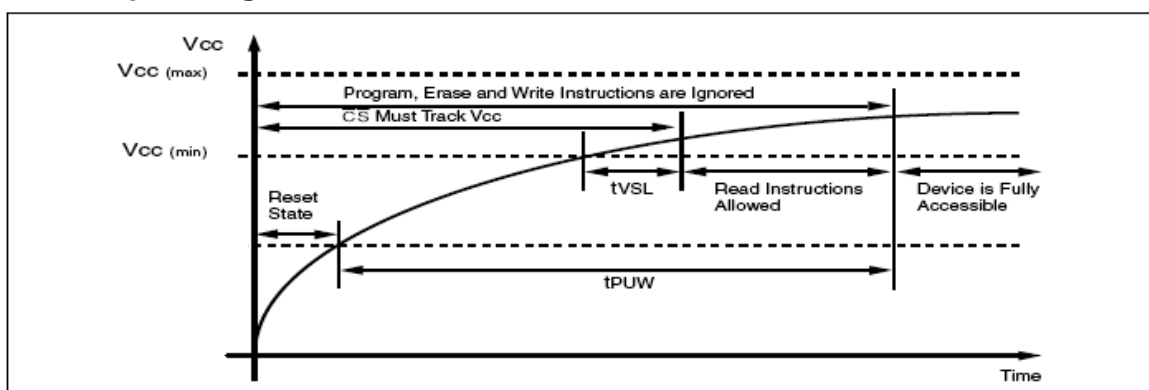 Vcc
Vcc (max)
Program, Erase and Write Instructions are Ignored
CS Must Track Vcc
Vcc (min)
tVSL
Read Instructions
Allowed
Device is Fully
Accessible
Reset
State
tPUW
Time